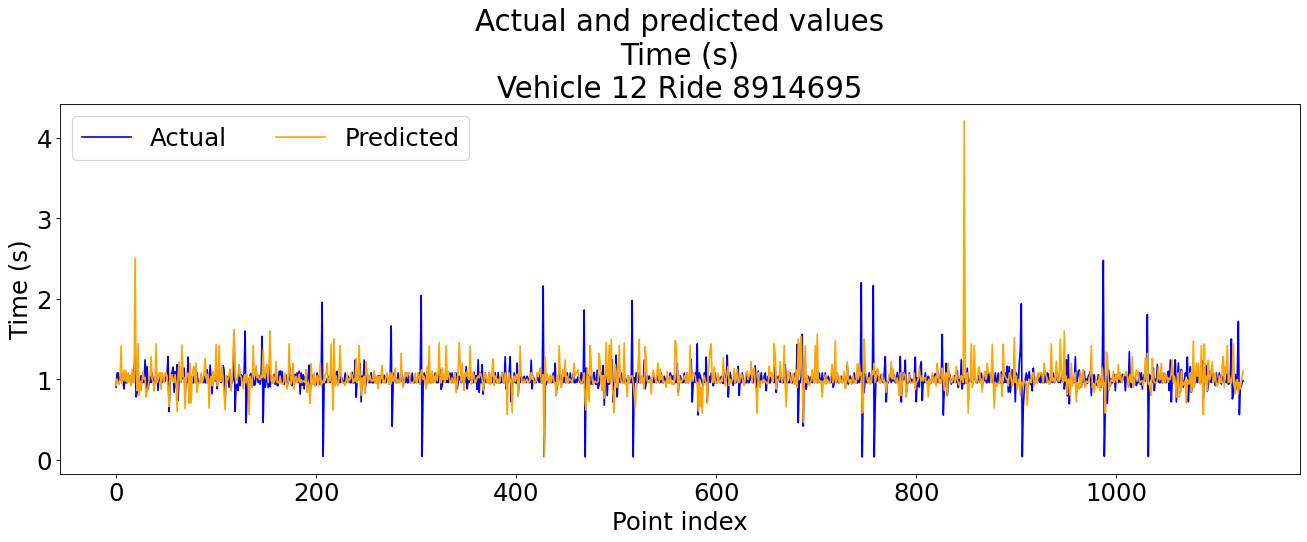 Actual and predicted values
Time (s)
Vehicle 12 Ride 8914695
Actual
Predicted
4
3
2
1
0
Time (s)
0
200
400
600
800
1000
Point index